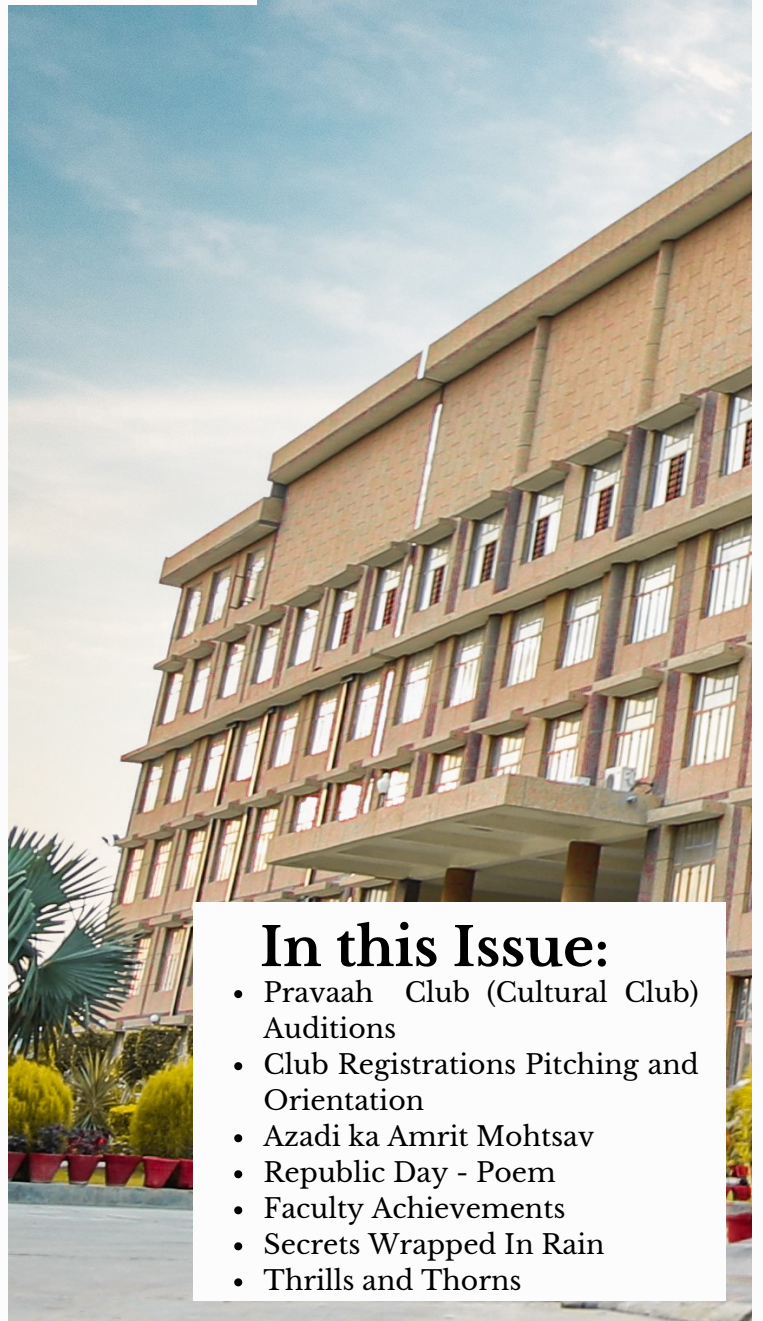 In this Issue:
• Pravaah Club (Cultural Club)
Auditions
• Club Registrations Pitching and
Orientation
• Azadi ka Amrit Mohtsav
• Republic Day - Poem
• Faculty Achievements
• Secrets Wrapped In Rain
• Thrills and Thorns